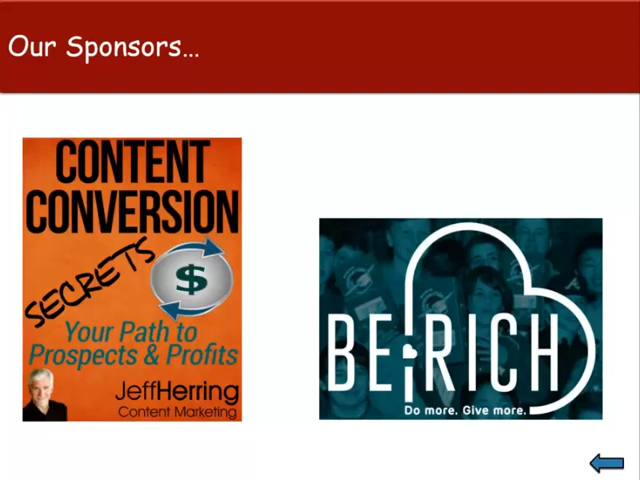 Our Sponsors...
CONTENT
CONVERSION
SECRETS
$
Your Path to
Prospects & Profits
JeffHerring
Content Marketing
BE RICH
Do more. Give more.